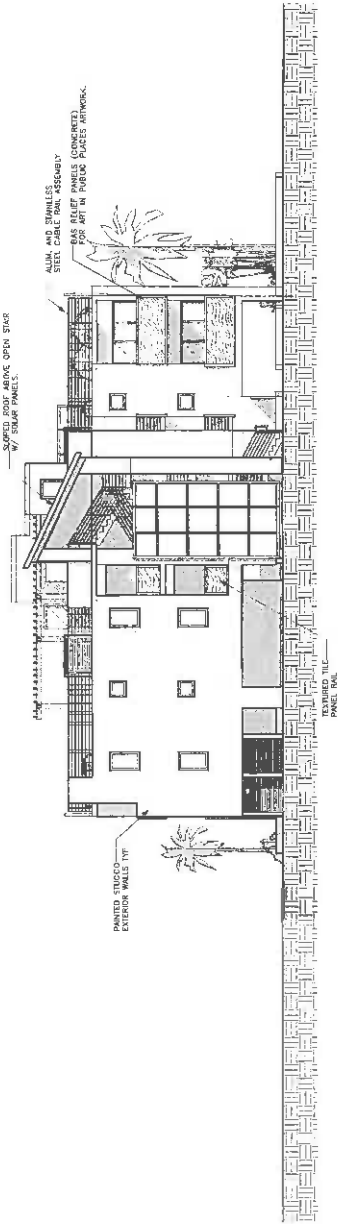 SLOPED ROOF ABOVE OPEN STAIR
W/ SOLAR PANELS.
ALUM. AND STAINLESS
STEEL CABLE RAIL ASSEMBLY
BAS RELIEF PANELS (CONCRETE)
FOR ART IN PUBLIC PLACES ARTWORK.
PAINTED STUCCO
EXTERIOR WALLS TYP
TEXTURED TILE
PANEL RAIL